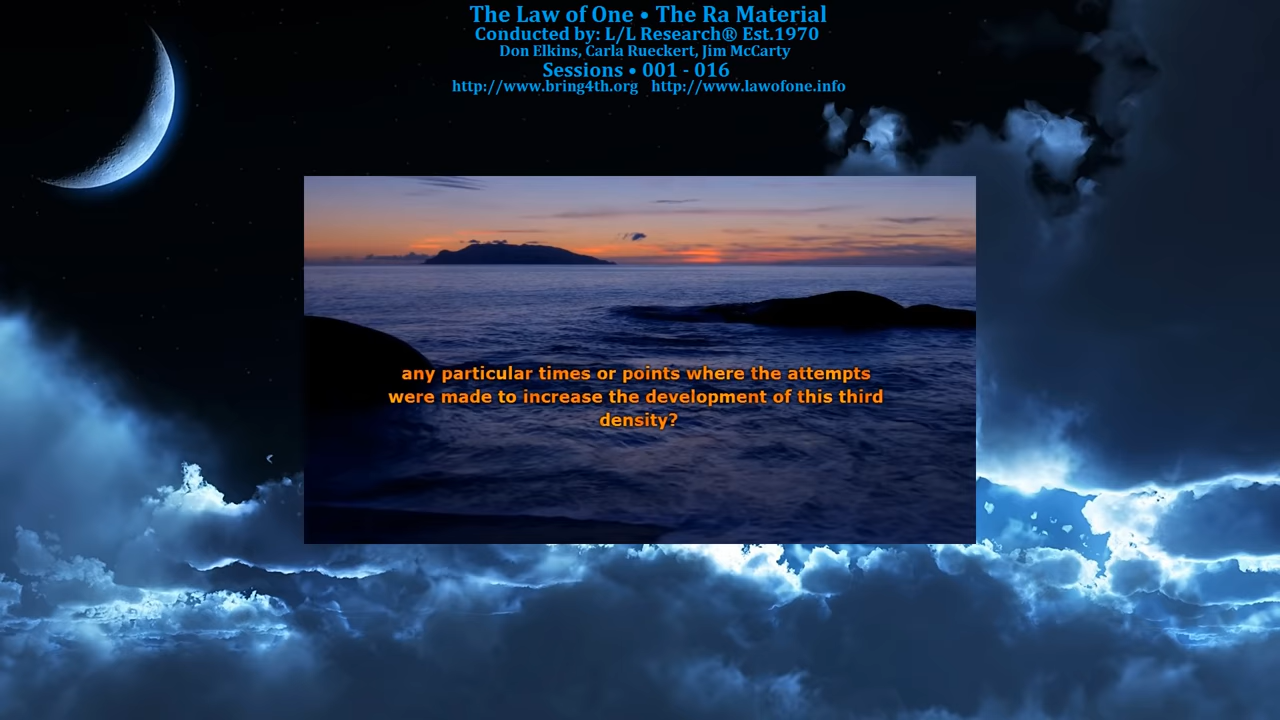 The Law of One • The Ra Material
Conducted by: L/L Research® Est.1970
Don Elkins, Carla Rueckert, Jim McCarty
Sessions • 001 - 016
http://www.bring4th.org http://www.lawofone.info
any particular times or points where the attempts
were made to increase the development of this third
density?